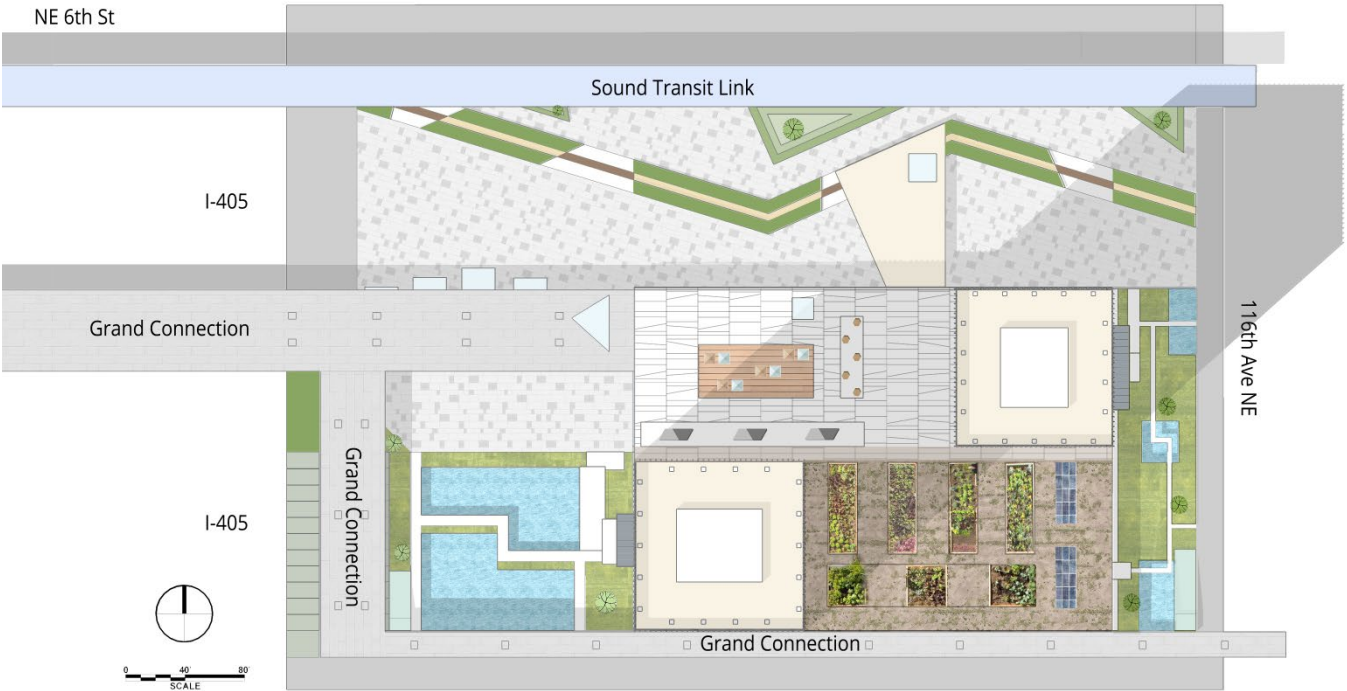 NE 6th St
Sound Transit Link
I-405
Grand Connection
116th Ave NE
Grand Connection
I-405
Grand Connection
0 40' 80'
SCALE